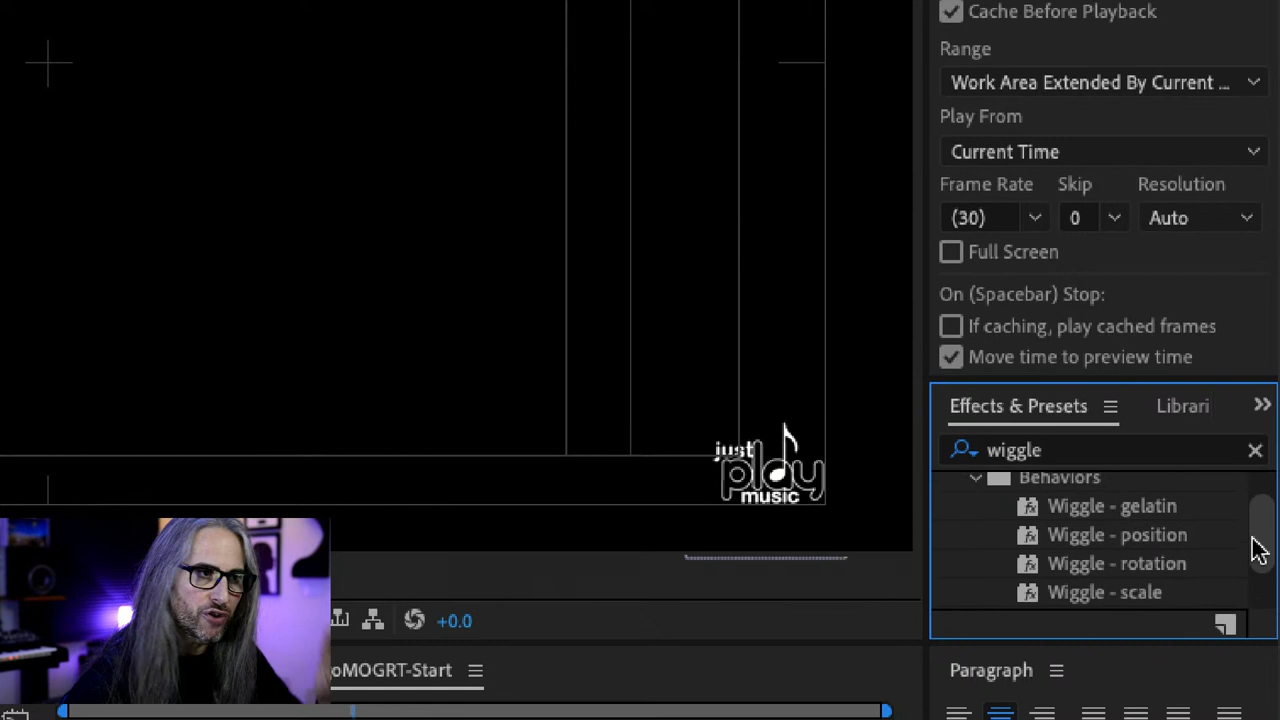 Cache Before Playback
Range
Work Area Extended By Current ...
Play From
Current Time
Frame Rate Skip Resolution
(30) 0 Auto
Full Screen
On (Spacebar) Stop:
If caching, play cached frames
Move time to preview time
Effects & Presets Librari
wiggle
Behaviors
Wiggle - gelatin
Wiggle - position
Wiggle - rotation
Wiggle - scale
just
play
music
+0.0
oMOGRT-Start
Paragraph